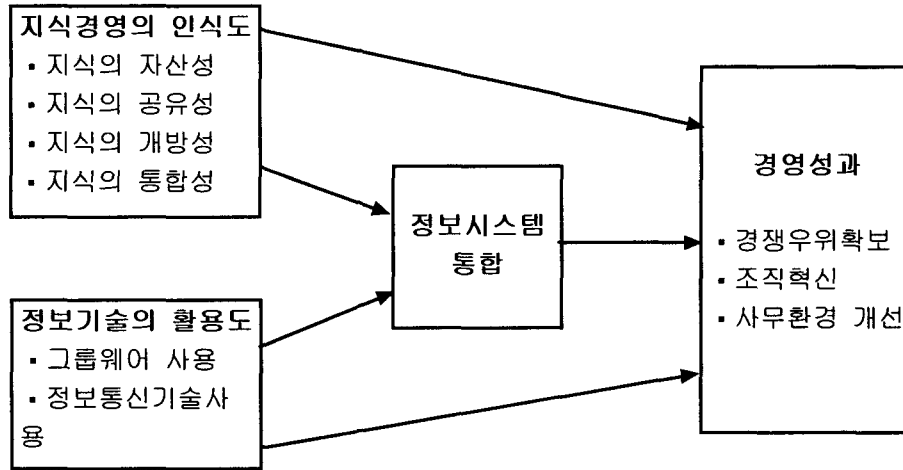 지식경영의 인식도
▪ 지식의 자산성
▪ 지식의 공유성
▪ 지식의 개방성
▪ 지식의 통합성
정보기술의 활용도
▪ 그룹웨어 사용
▪ 정보통신기술사
용
정보시스템
통합
경영성과
▪ 경쟁우위확보
▪ 조직혁신
▪ 사무환경 개선